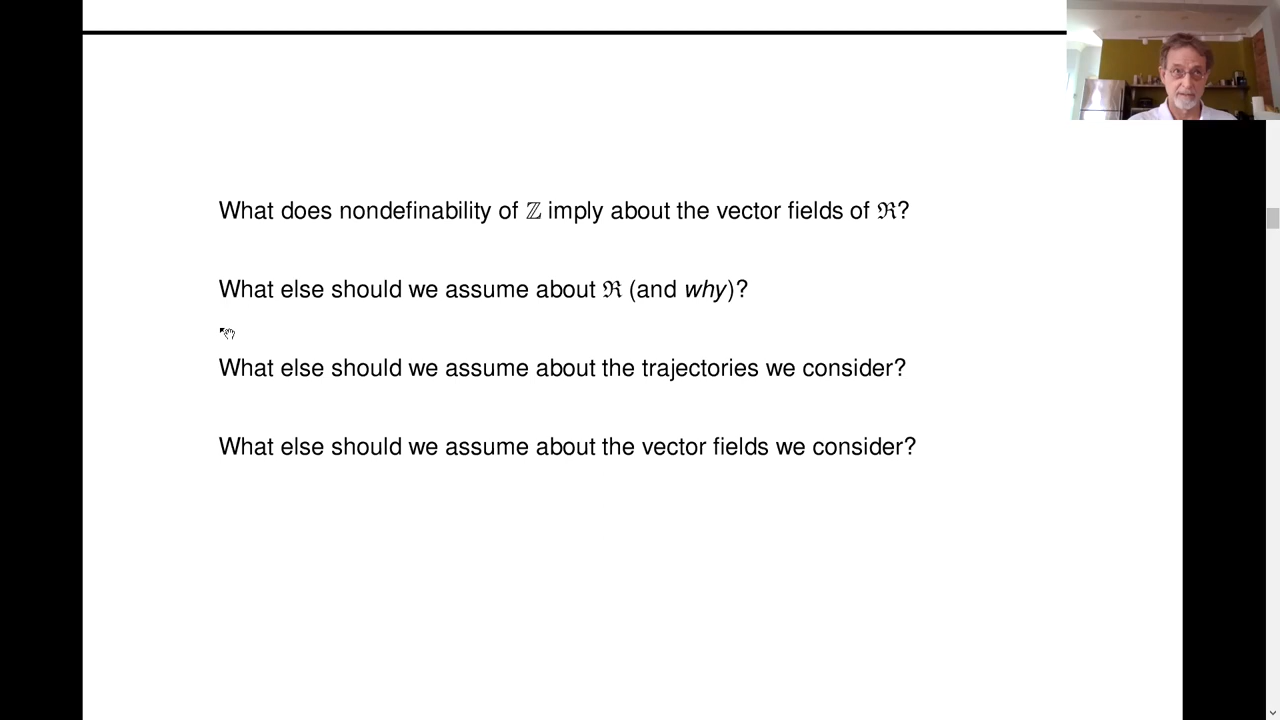 What does nondefinability of ℤ imply about the vector fields of ℜ?
What else should we assume about ℜ (and why)?
What else should we assume about the trajectories we consider?
What else should we assume about the vector fields we consider?